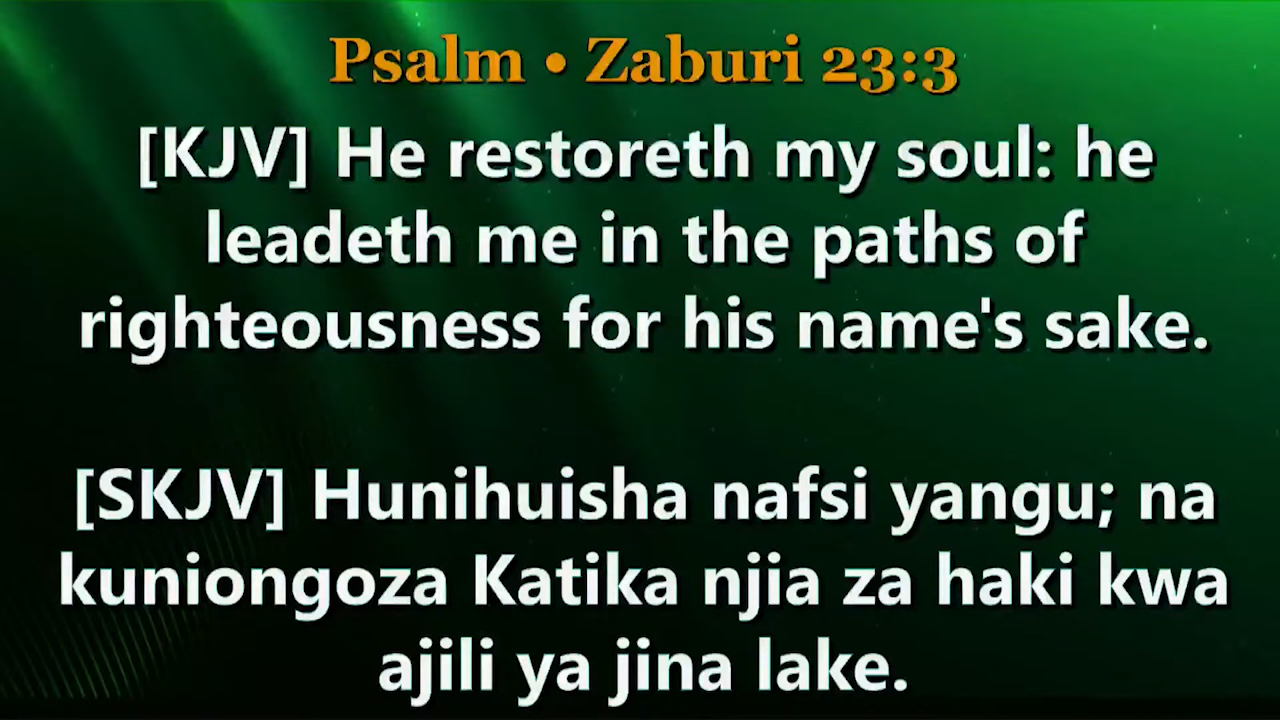 Psalm • Zaburi 23:3
[KJV] He restoreth my soul: he
leadeth me in the paths of
righteousness for his name's sake.
[SKJV] Hunihuisha nafsi yangu; na
kuniongoza Katika njia za haki kwa
ajili ya jina lake.